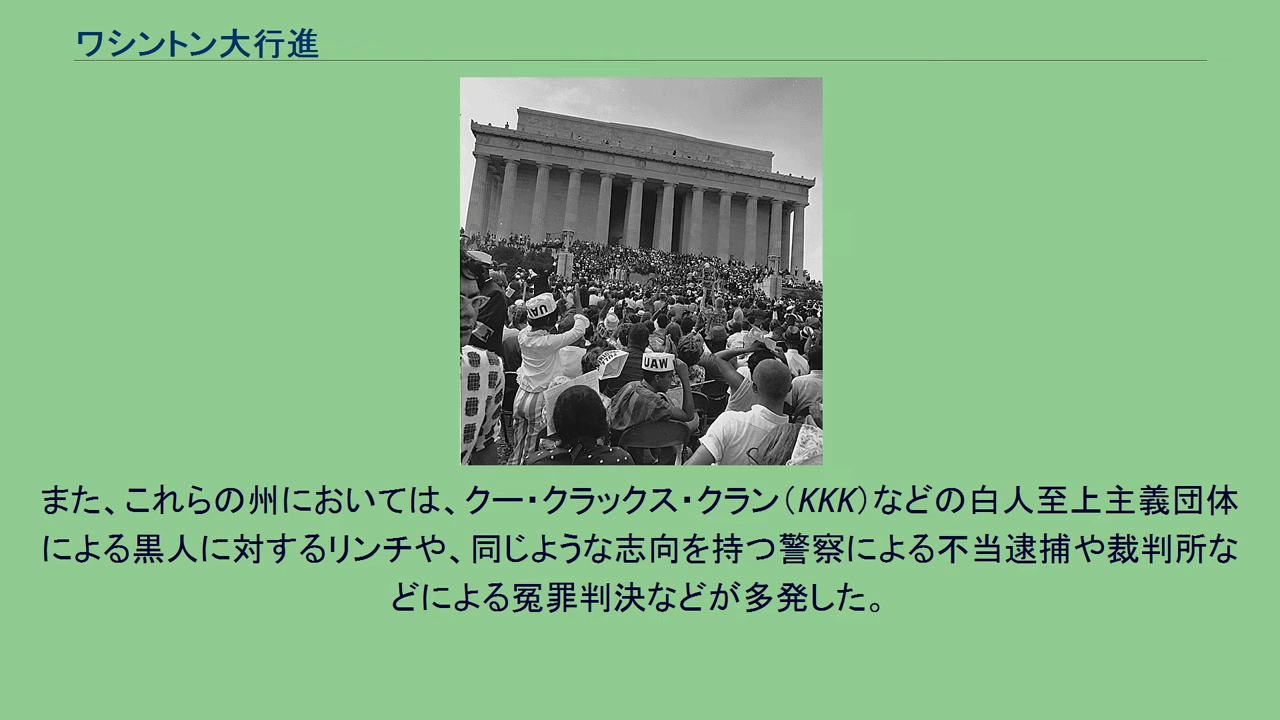 ワシントン大行進
UAW
UAW
また、これらの州においては、クー・クラックス・クラン（KKK）などの白人至上主義団体
による黒人に対するリンチや、同じような志向を持つ警察による不当逮捕や裁判所な
どによる冤罪判決などが多発した。